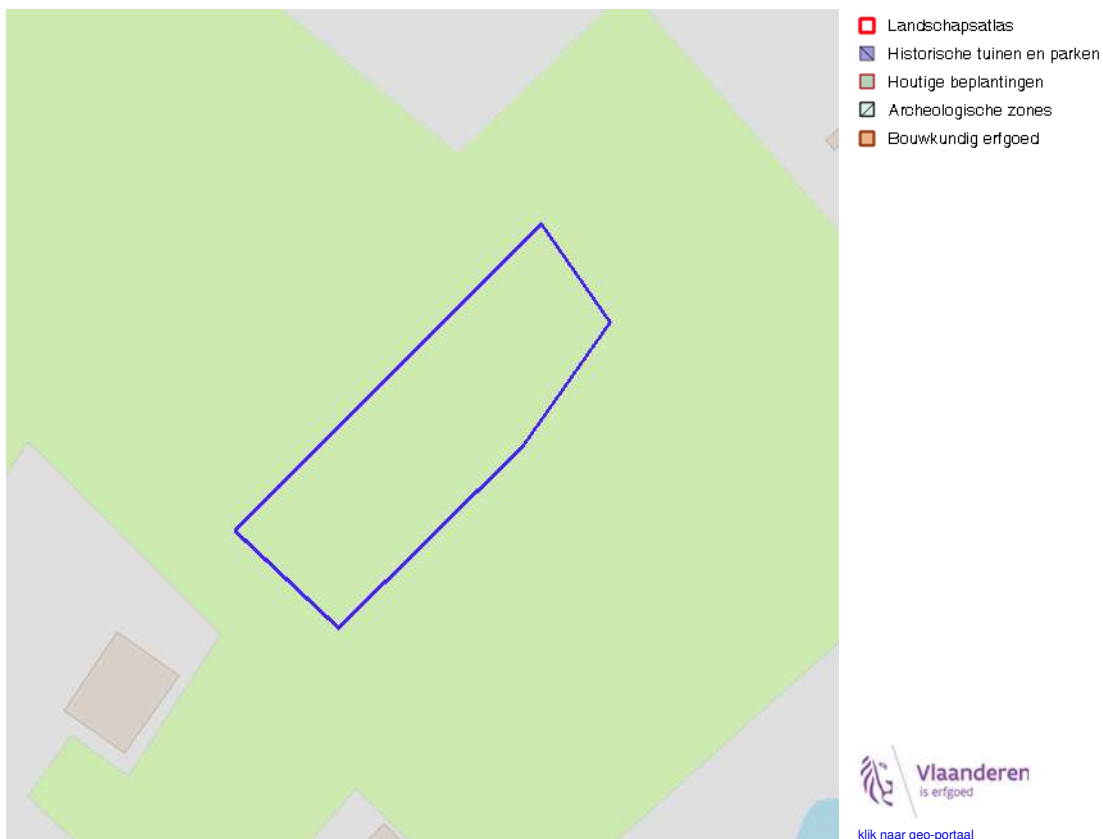 Landschapsatlas
Historische tuinen en parken
Houtige beplantingen
Archeologische zones
Bouwkundig erfgoed
Vlaanderen
is erfgoed
klik naar geo-portaal